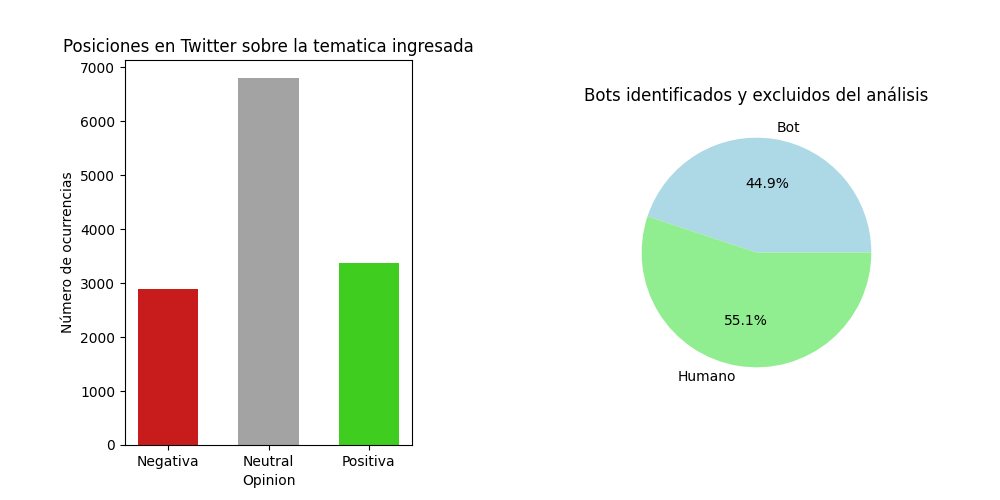 Posiciones en Twitter sobre la tematica ingresada
Número de ocurrencias
7000
6000
5000
4000
3000
2000
1000
0
Negativa
Neutral
Positiva
Opinion
Bots identificados y excluidos del análisis
Bot
44.9%
55.1%
Humano